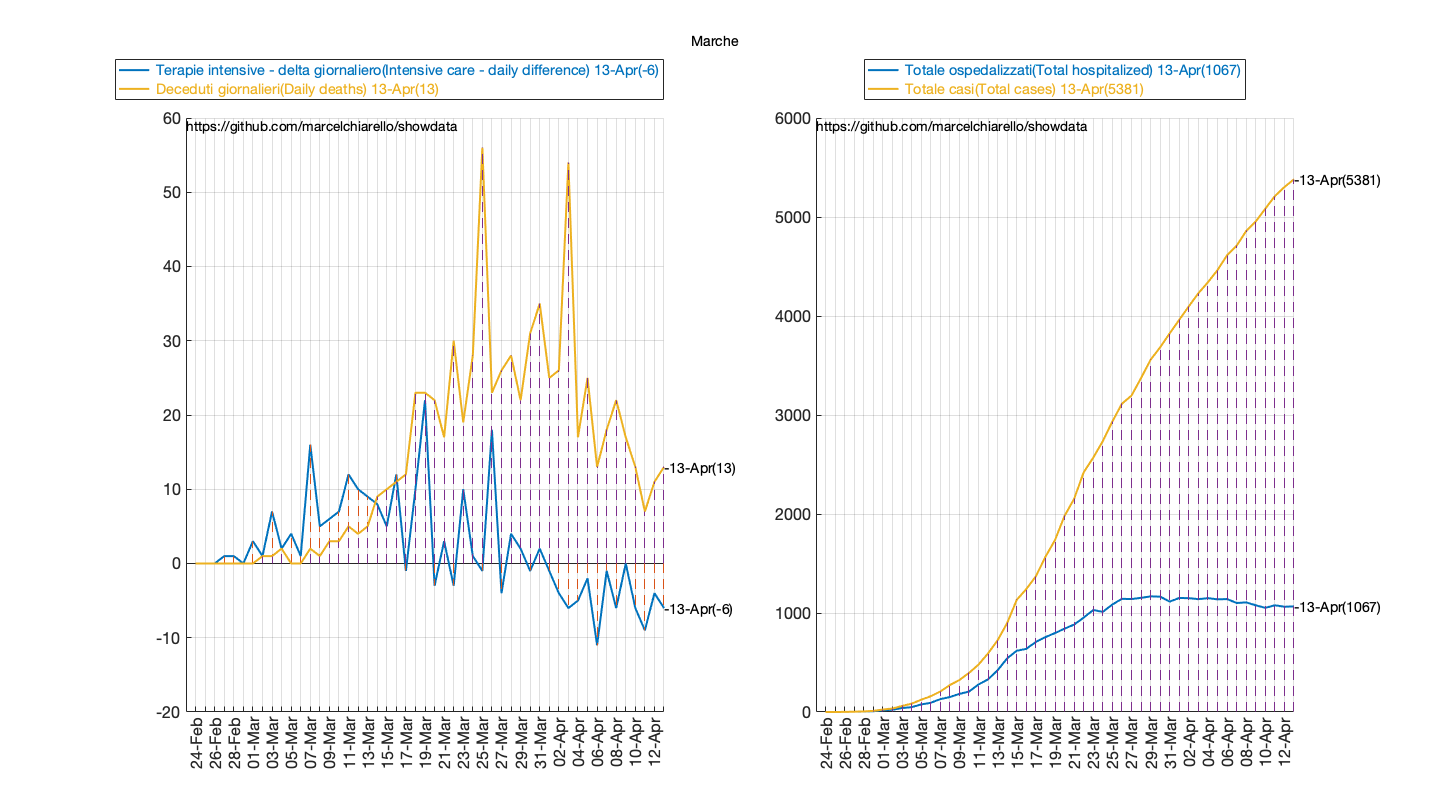 Marche
Terapie intensive - delta giornaliero(Intensive care - daily difference) 13-Apr(-6)
Deceduti giornalieri(Daily deaths) 13-Apr(13)
https://github.com/marcelchiarello/showdata
60
50
40
30
20
10
0
-10
-20
-13-Apr(13)
-13-Apr(-6)
24-Feb
26-Feb
28-Feb
01-Mar
03-Mar
05-Mar
07-Mar
09-Mar
11-Mar
13-Mar
15-Mar
17-Mar
19-Mar
21-Mar
23-Mar
25-Mar
27-Mar
29-Mar
31-Mar
02-Apr
04-Apr
06-Apr
08-Apr
10-Apr
12-Apr
Totale ospedalizzati(Total hospitalized) 13-Apr(1067)
Totale casi(Total cases) 13-Apr(5381)
https://github.com/marcelchiarello/showdata
6000
5000
4000
3000
2000
1000
0
-13-Apr(5381)
-13-Apr(1067)
24-Feb
26-Feb
28-Feb
01-Mar
03-Mar
05-Mar
07-Mar
09-Mar
11-Mar
13-Mar
15-Mar
17-Mar
19-Mar
21-Mar
23-Mar
25-Mar
27-Mar
29-Mar
31-Mar
02-Apr
04-Apr
06-Apr
08-Apr
10-Apr
12-Apr